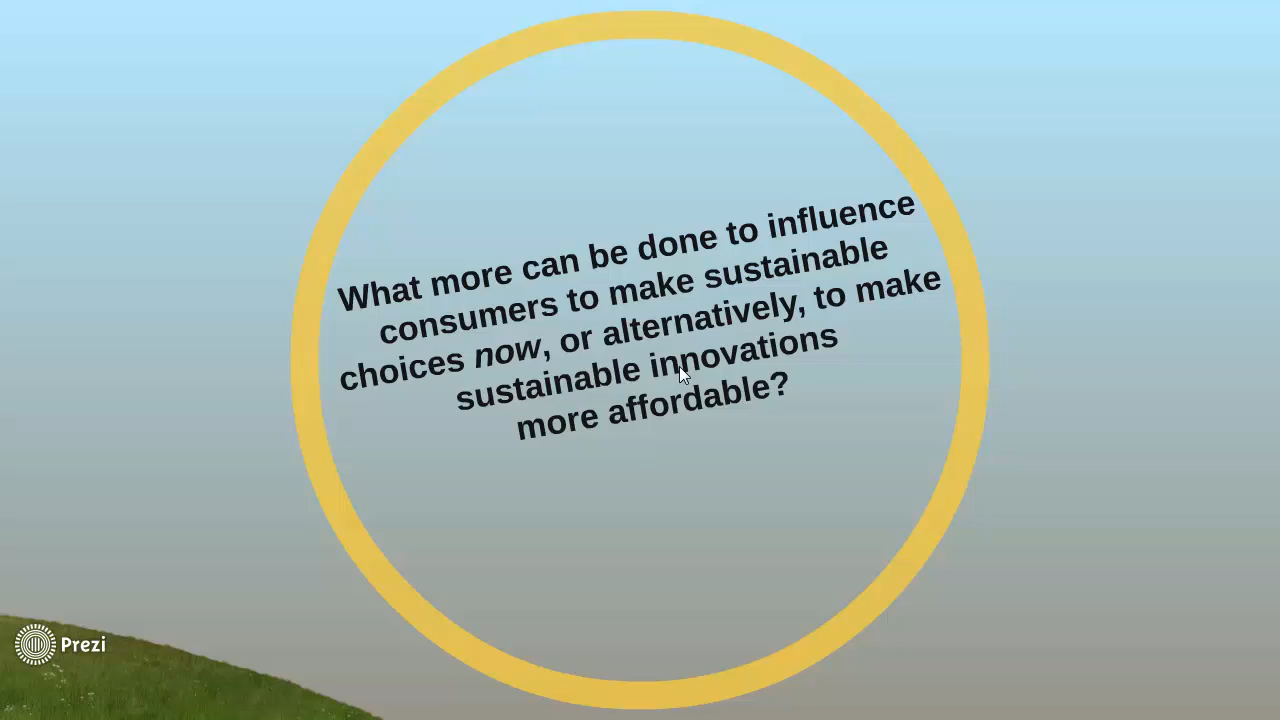 What more can be done to influence
consumers to make sustainable
choices now, or alternatively, to make
sustainable innovations
more affordable?
Prezi